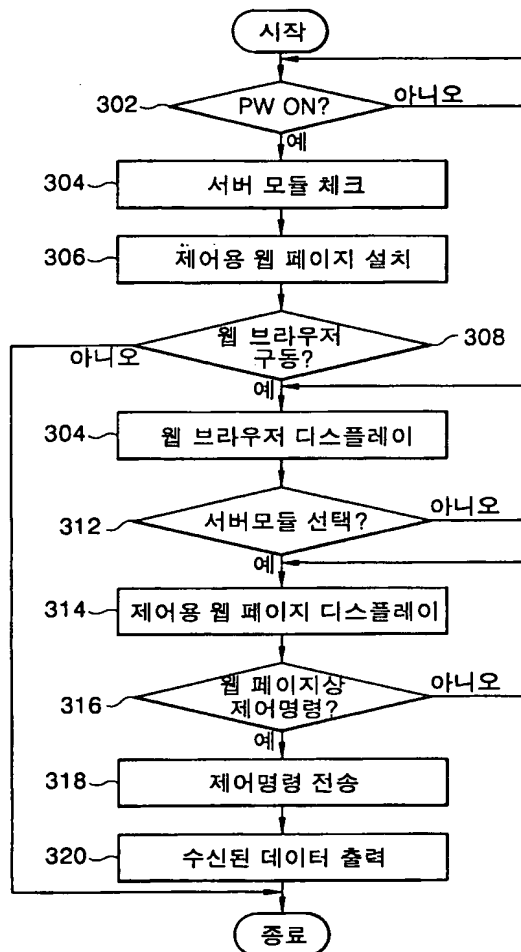 시작
302
PW ON?
아니오
예
304
서버 모듈 체크
306
제어용 웹 페이지 설치
웹 브라우저
구동?
308
아니오
예
304
웹 브라우저 디스플레이
312
서버모듈 선택?
아니오
예
314
제어용 웹 페이지 디스플레이
316
웹 페이지상
제어명령?
아니오
예
318
제어명령 전송
320
수신된 데이터 출력
종료